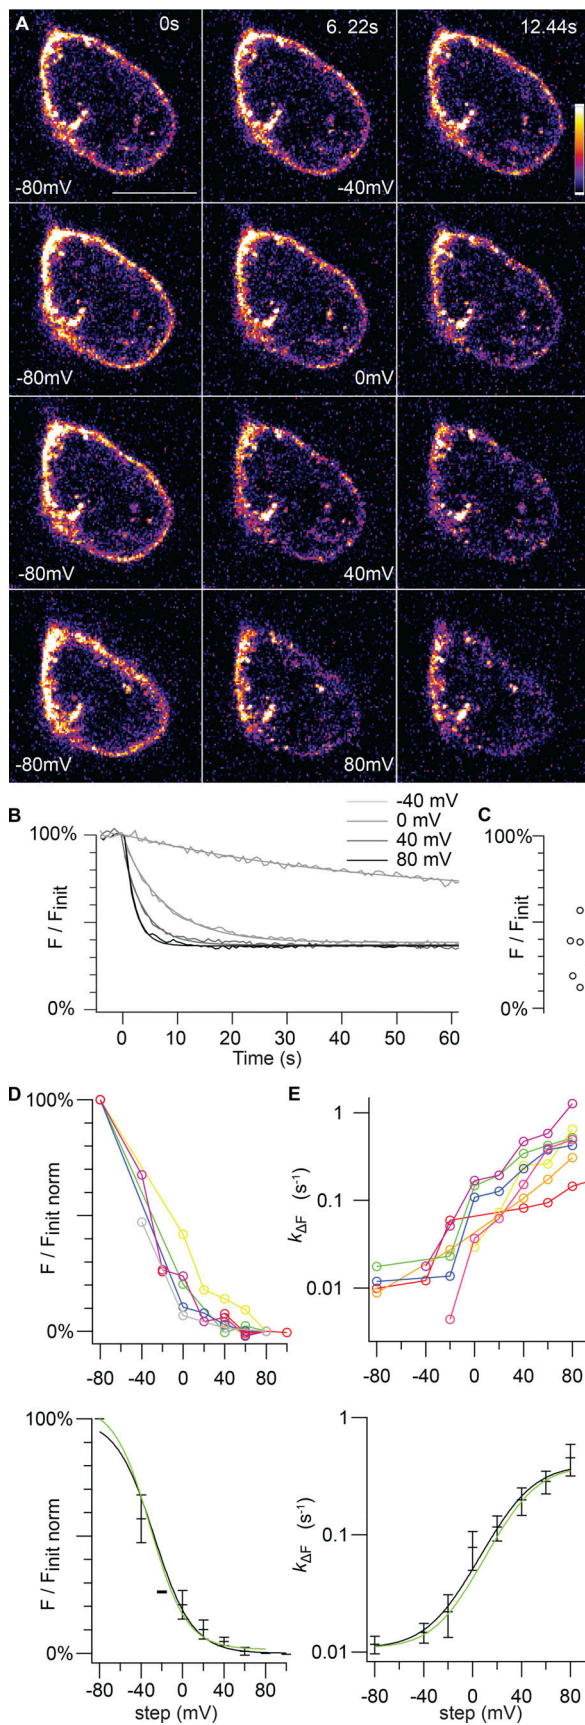 A 0s 6. 22s 12.44s
-80mV -40mV
-80mV 0mV
-80mV 40mV
-80mV 80mV
B
-40 mV
0 mV
40 mV
80 mV
100%
0%
F / Finit
0 10 20 30 40 50 60
Time (s)
C
100%
0%
F / Finit
D
100%
0%
F / Finit norm
-80 -40 0 40 80
E
1
0.1
0.01
kΔF (s-1)
-80 -40 0 40 80
100%
0%
F / Finit norm
-80 -40 0 40 80
step (mV)
1
0.1
0.01
kΔF (s-1)
-80 -40 0 40 80
step (mV)